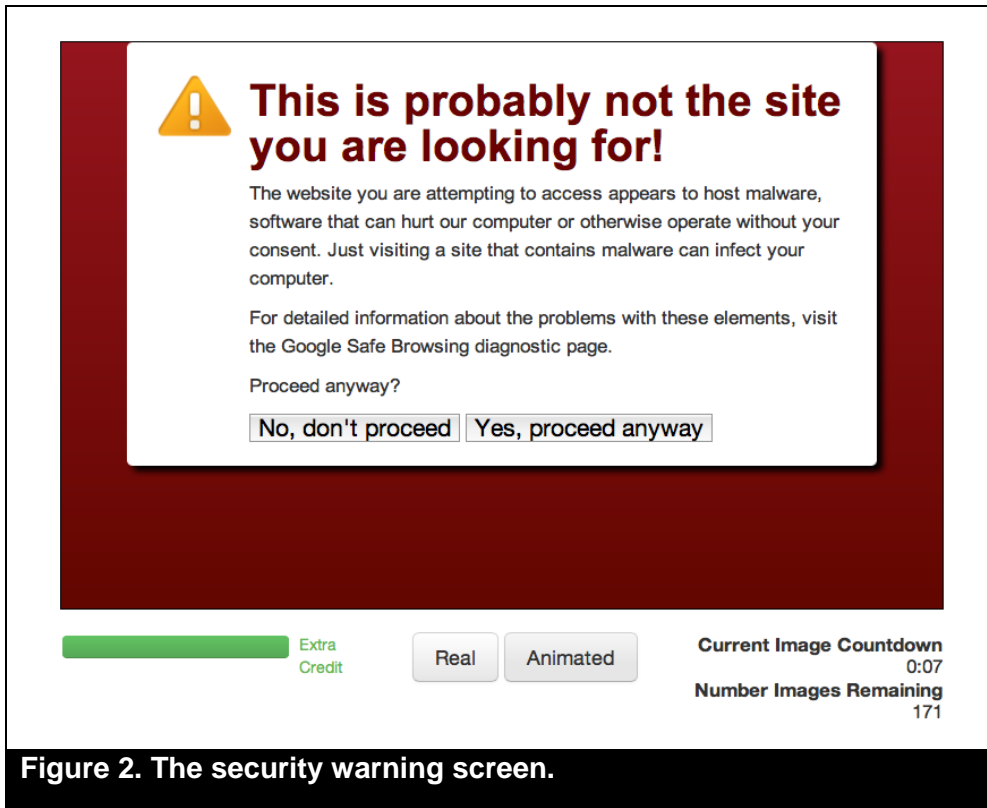 This is probably not the site
you are looking for!
The website you are attempting to access appears to host malware,
software that can hurt our computer or otherwise operate without your
consent. Just visiting a site that contains malware can infect your
computer.
For detailed information about the problems with these elements, visit
the Google Safe Browsing diagnostic page.
Proceed anyway?
No, don't proceed Yes, proceed anyway
Extra
Credit
Real Animated
Current Image Countdown
0:07
Number Images Remaining
171
Figure 2. The security warning screen.